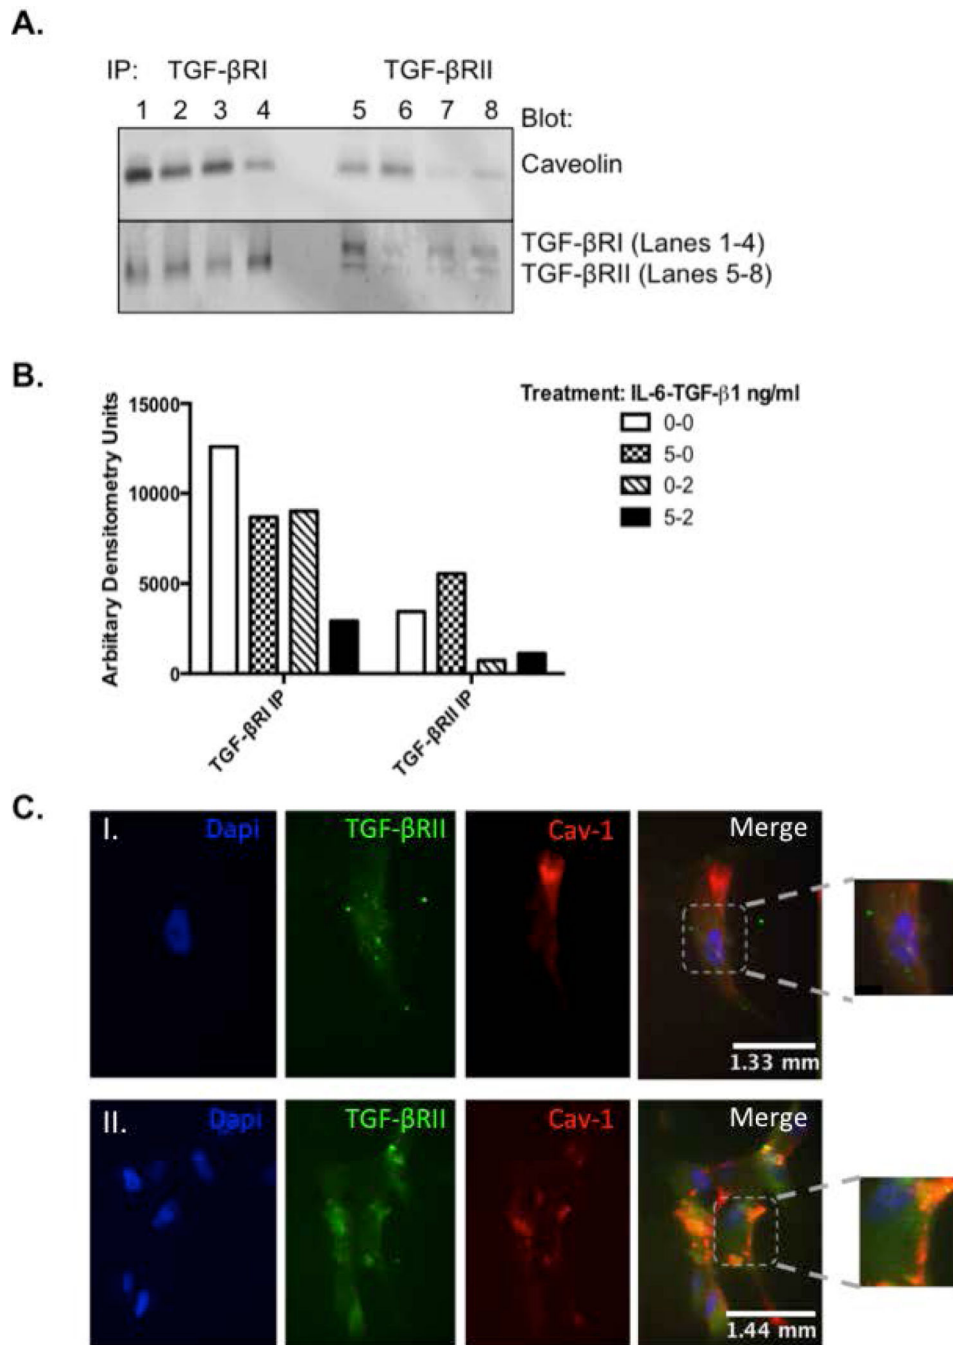 A.
IP: TGF-βRI TGF-βRII
1 2 3 4 5 6 7 8 Blot:
Caveolin
TGF-βRI (Lanes 1-4)
TGF-βRII (Lanes 5-8)
B.
Treatment: IL-6-TGF-β1 ng/ml
0-0
5-0
0-2
5-2
Arbiitary Densitometry Units
15000
10000
5000
0
TGF-βRI IP
TGF-βRII IP
C.
I. Dapi TGF-βRII Cav-1 Merge
1.33 mm
II. Dapi TGF-βRII Cav-1 Merge
1.44 mm